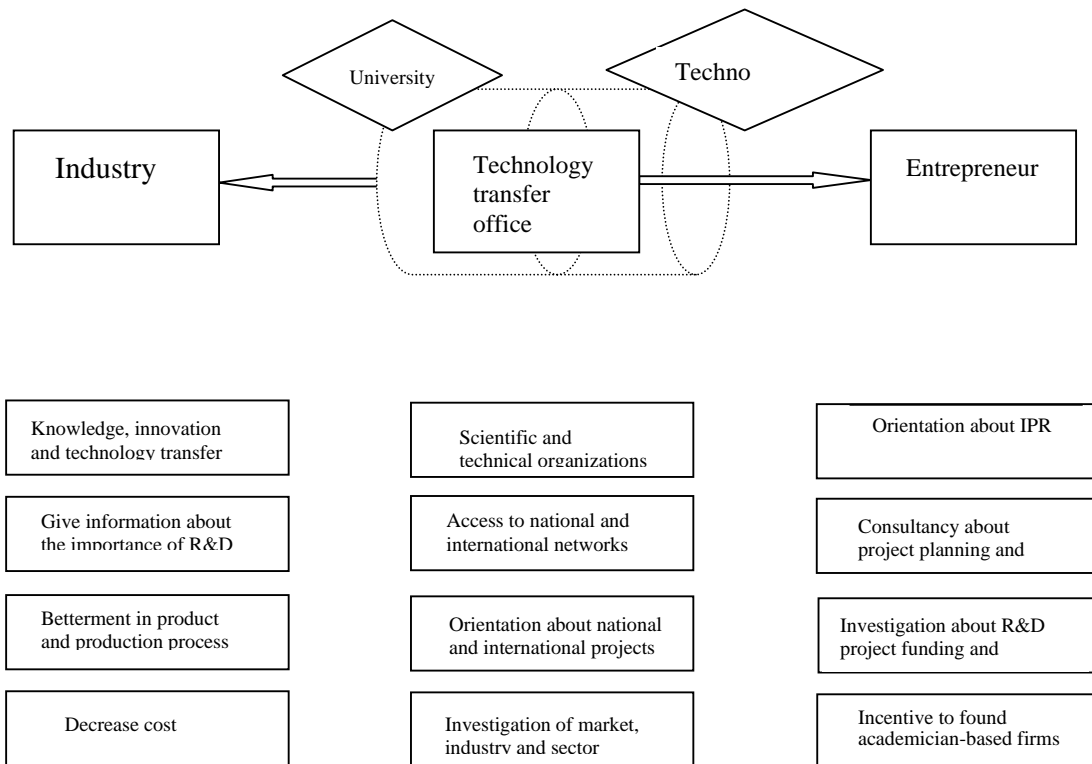 University
Techno
Industry
Technology
transfer
office
Entrepreneur
Knowledge, innovation
and technology transfer
Scientific and
technical organizations
Orientation about IPR
Give information about
the importance of R&D
Access to national and
international networks
Consultancy about
project planning and
Betterment in product
and production process
Orientation about national
and international projects
Investigation about R&D
project funding and
Decrease cost
Investigation of market,
industry and sector
Incentive to found
academician-based firms